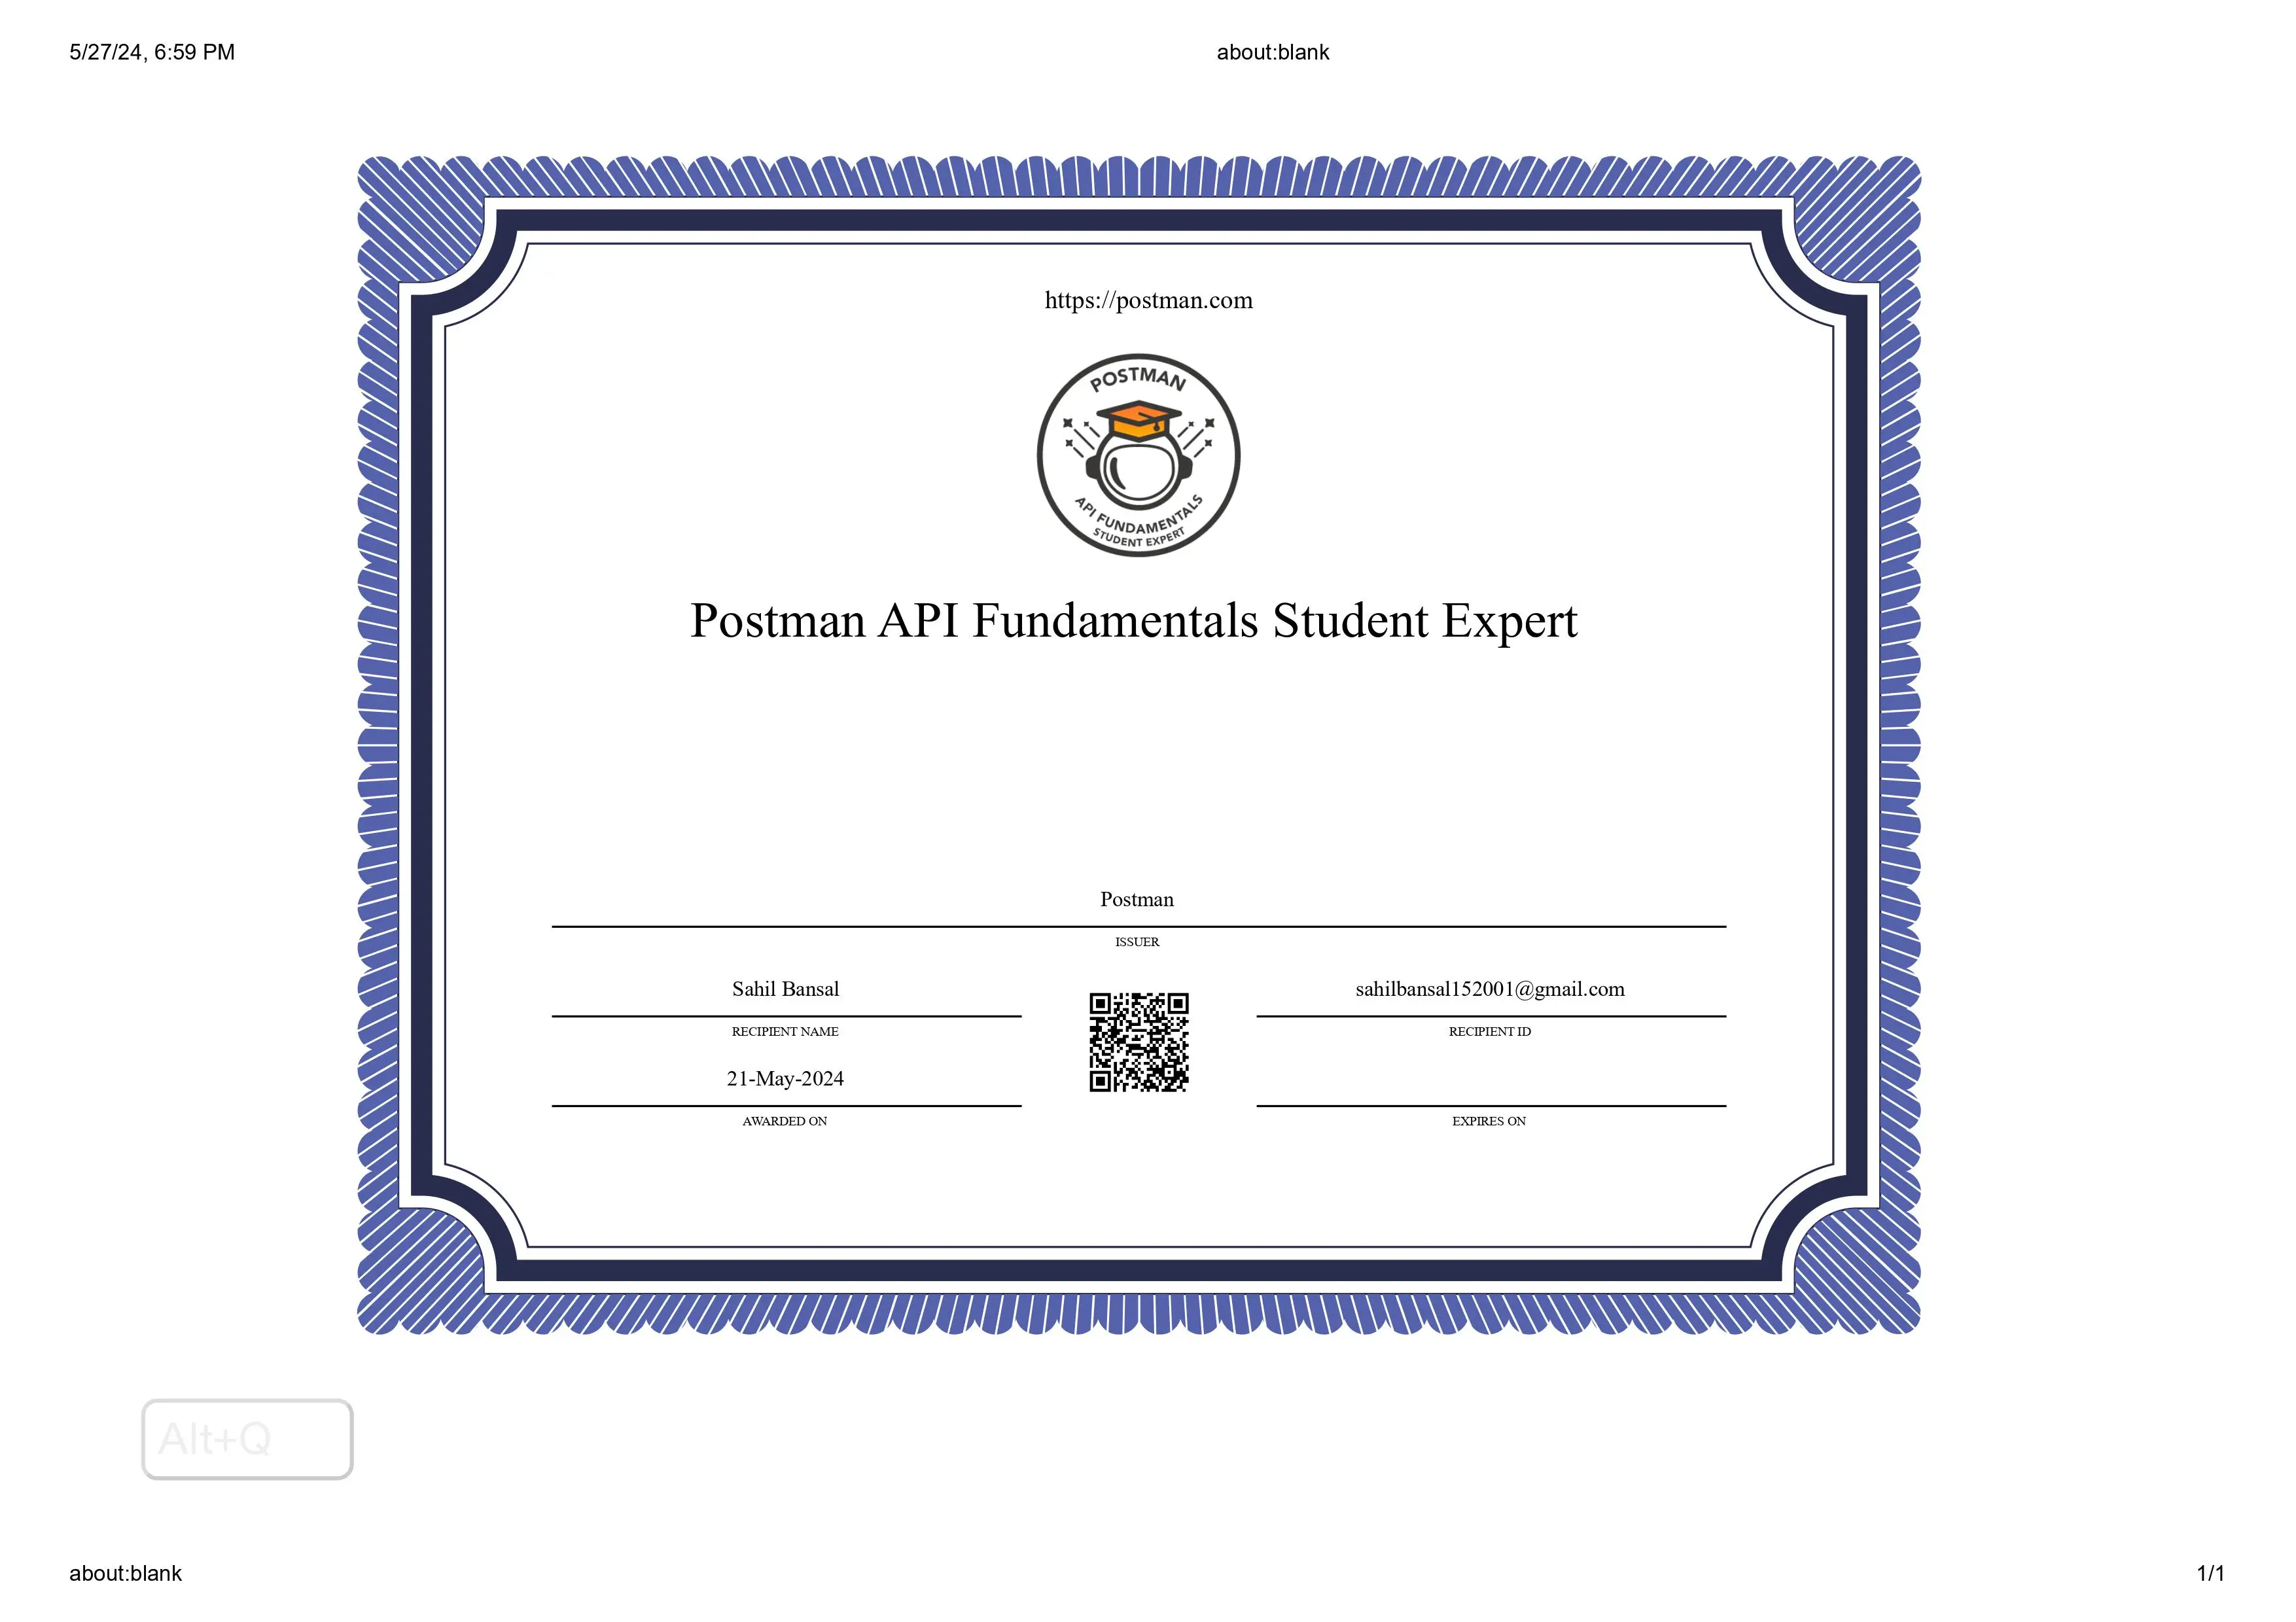 5/27/24, 6:59 PM
about:blank
https://postman.com
POSTMAN
API FUNDAMENTALS
STUDENT EXPERT
Postman API Fundamentals Student Expert
Postman
ISSUER
Sahil Bansal
sahilbansal152001@gmail.com
RECIPIENT NAME
RECIPIENT ID
21-May-2024
AWARDED ON
EXPIRES ON
Alt+Q
about:blank
1/1